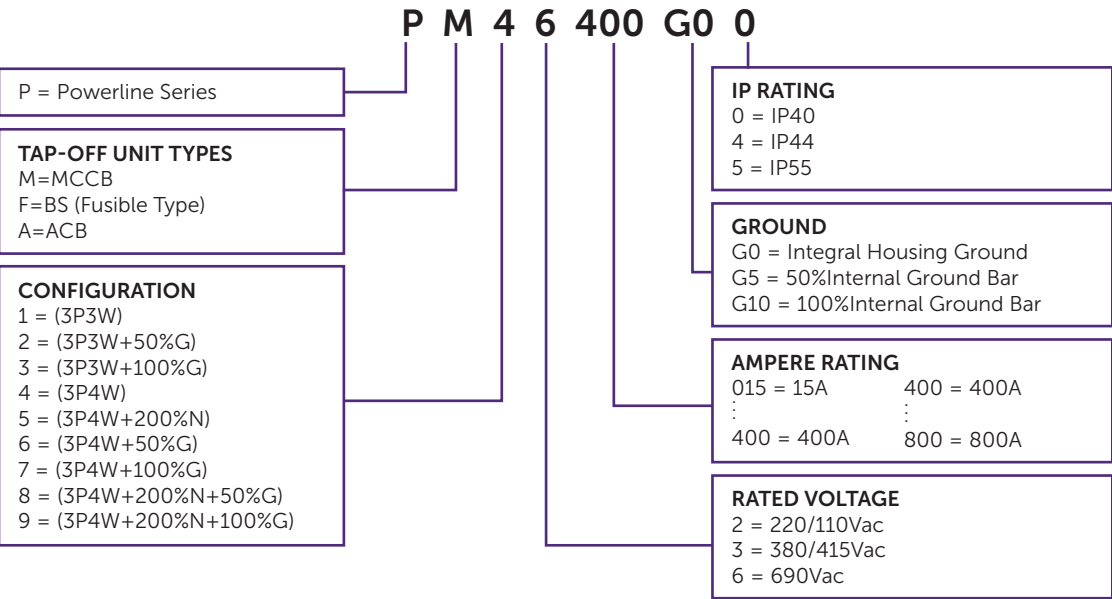 P M 4 6 400 G0 0
P = Powerline Series
TAP-OFF UNIT TYPES
M=MCCB
F=BS (Fusible Type)
A=ACB
CONFIGURATION
1 = (3P3W)
2 = (3P3W+50%G)
3 = (3P3W+100%G)
4 = (3P4W)
5 = (3P4W+200%N)
6 = (3P4W+50%G)
7 = (3P4W+100%G)
8 = (3P4W+200%N+50%G)
9 = (3P4W+200%N+100%G)
IP RATING
0 = IP40
4 = IP44
5 = IP55
GROUND
G0 = Integral Housing Ground
G5 = 50%Internal Ground Bar
G10 = 100%Internal Ground Bar
AMPERE RATING
015 = 15A 400 = 400A
: :
400 = 400A 800 = 800A
RATED VOLTAGE
2 = 220/110Vac
3 = 380/415Vac
6 = 690Vac